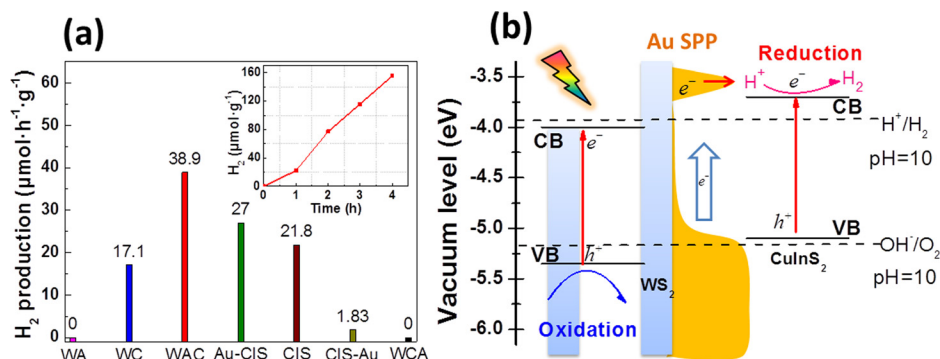 (a)
H₂ production (μmol·h⁻¹·g⁻¹)
60
50
40
30
20
10
0
0
17.1
38.9
27
21.8
1.83
0
WA
WC
WAC
Au-CIS
CIS
CIS-Au
WCA
H₂ (μmol·g⁻¹)
160
120
80
40
0
0
1
2
3
4
Time (h)
(b)
Vacuum level (eV)
-3.5
-4.0
-4.5
-5.0
-5.5
-6.0
Au SPP
Reduction
e⁻
H⁺
e⁻
H₂
CB
H⁺/H₂
pH=10
CB
e⁻
e⁻
h⁺
VB
CuInS₂
OH⁻/O₂
pH=10
VB
h⁺
WS₂
Oxidation